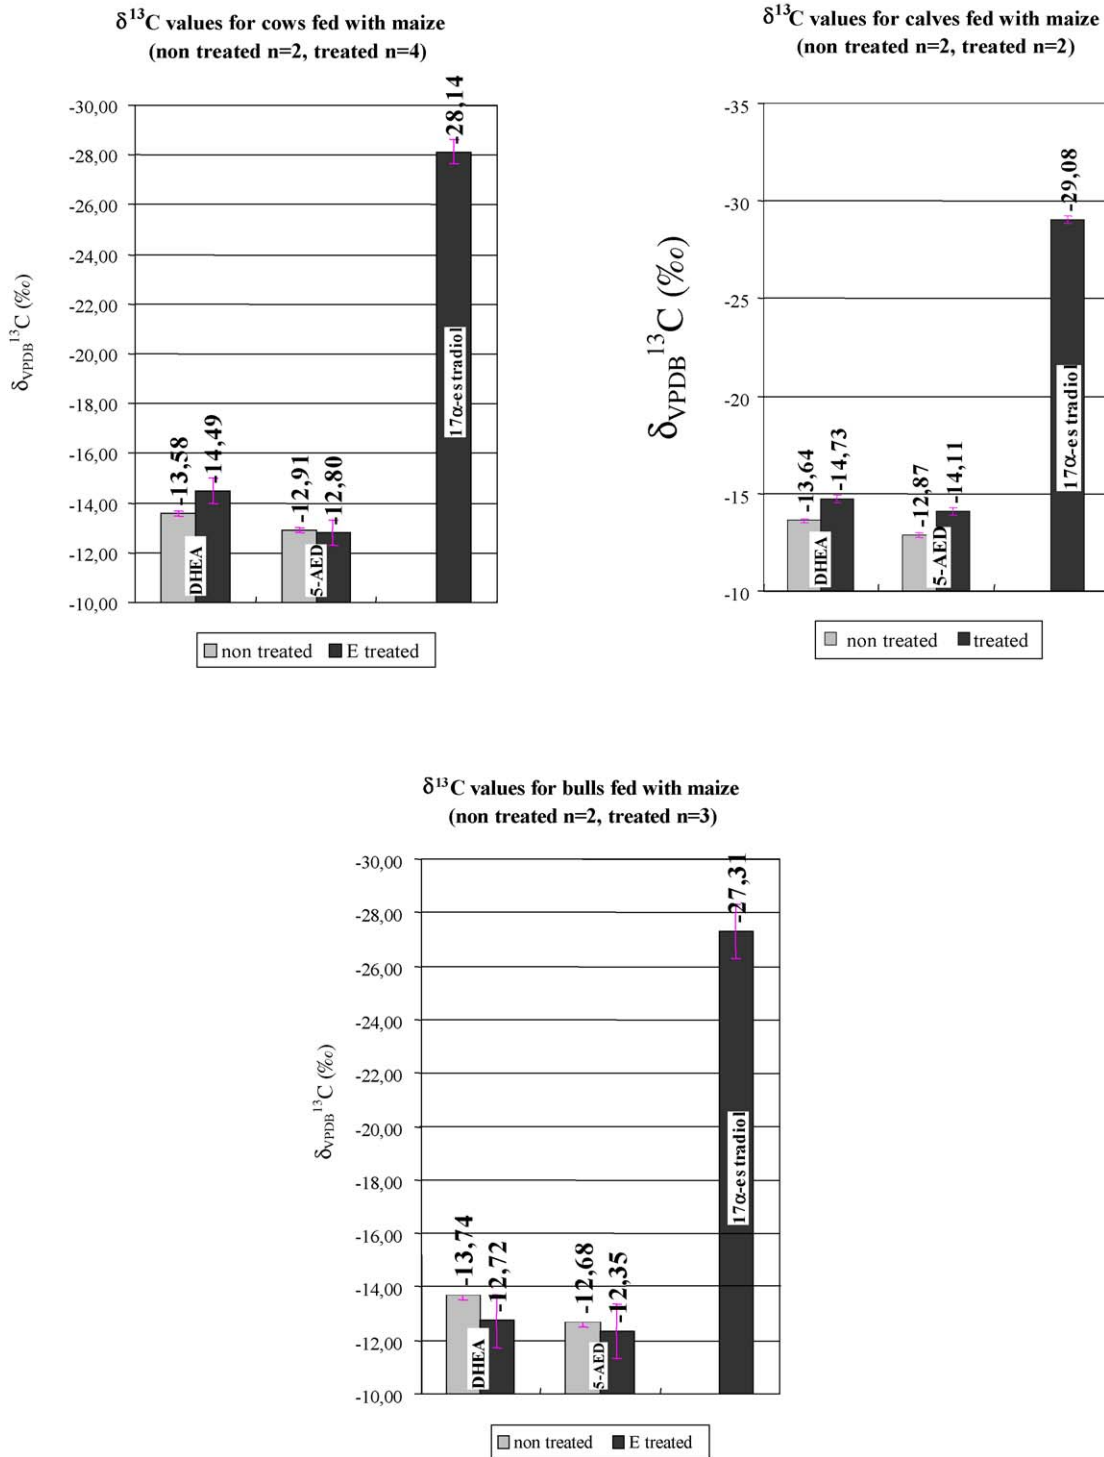 δ¹³C values for cows fed with maize
(non treated n=2, treated n=4)
δVPDB¹³C (‰)
-30,00
-28,00
-26,00
-24,00
-22,00
-20,00
-18,00
-16,00
-14,00
-12,00
-10,00
-13,58
-14,49
-12,91
-12,80
-28,14
DHEA
5-AED
17α-estradiol
non treated E treated
δ¹³C values for calves fed with maize
(non treated n=2, treated n=2)
δVPDB¹³C (‰)
-35
-30
-25
-20
-15
-10
-13,64
-14,73
-12,87
-14,11
-29,08
DHEA
5-AED
17α-estradiol
non treated treated
δ¹³C values for bulls fed with maize
(non treated n=2, treated n=3)
δVPDB¹³C (‰)
-30,00
-28,00
-26,00
-24,00
-22,00
-20,00
-18,00
-16,00
-14,00
-12,00
-10,00
-13,74
-12,72
-12,68
-12,35
-27,31
DHEA
5-AED
17α-estradiol
non treated E treated